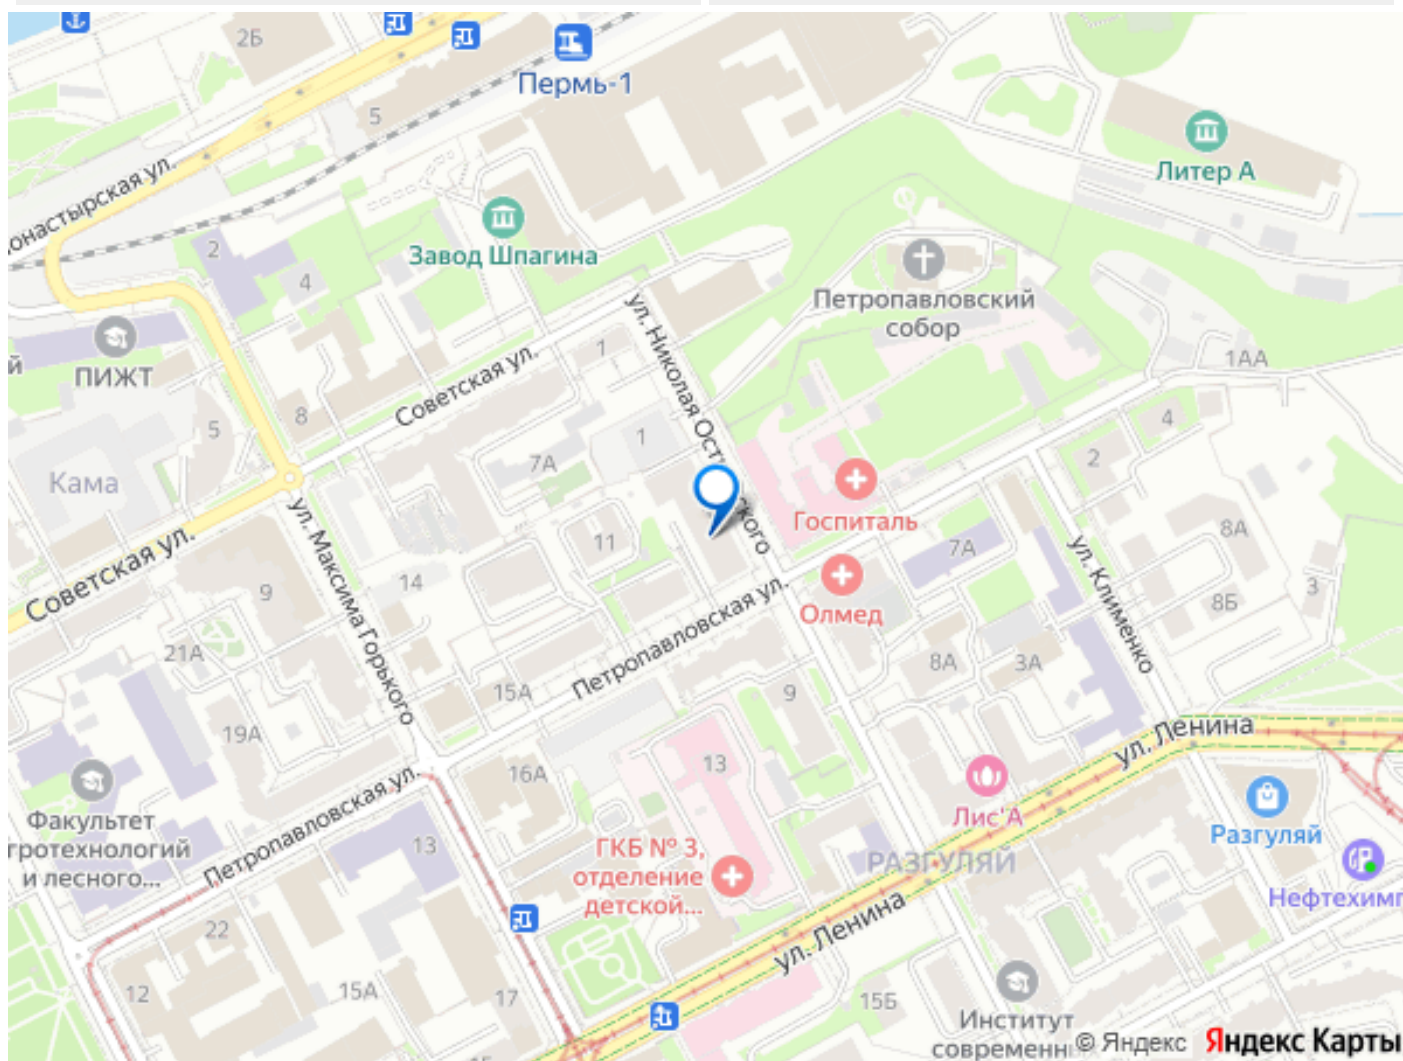 2Б
Пермь-1
5
онастырская ул.
Литер А
2
Завод Шпагина
4
Петропавловский
собор
ул. Николая Ост
ского
1
1АА
й
ПИЖТ
Советская ул.
8
5
1
4
7А
2
Кама
Госпиталь
8А
7А
11
Советская ул.
ул. Максима Горького
14
9
Олмед
ул. Клименко
3
8Б
Петропавловская ул.
21А
8А
3А
15А
9
19А
ул. Ленина
13
16А
Лис'А
Факультет
гротехнологий
и лесного...
Петропавловская ул.
13
Разгуляй
ГКБ № 3,
отделение
детской...
РАЗГУЛЯЙ
Нефтехимп
22
ул. Ленина
12
15А
17
15Б
Институт
современн
15
© Яндекс Яндекс Карты